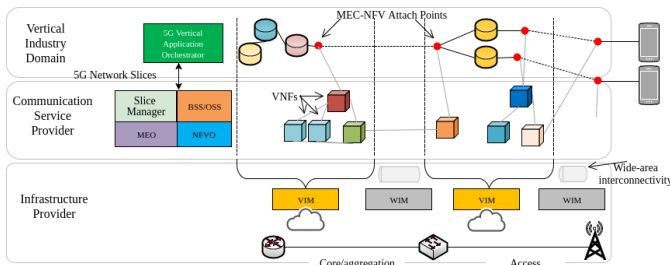 Vertical
Industry
Domain
5G Vertical
Application
Orchestrator
MEC-NFV Attach Points
5G Network Slices
Communication
Service
Provider
Slice
Manager
BSS/OSS
MEO
NFVO
VNFs
Wide-area
interconnectivity
Infrastructure
Provider
VIM
WIM
VIM
WIM
Core/aggregation
Access